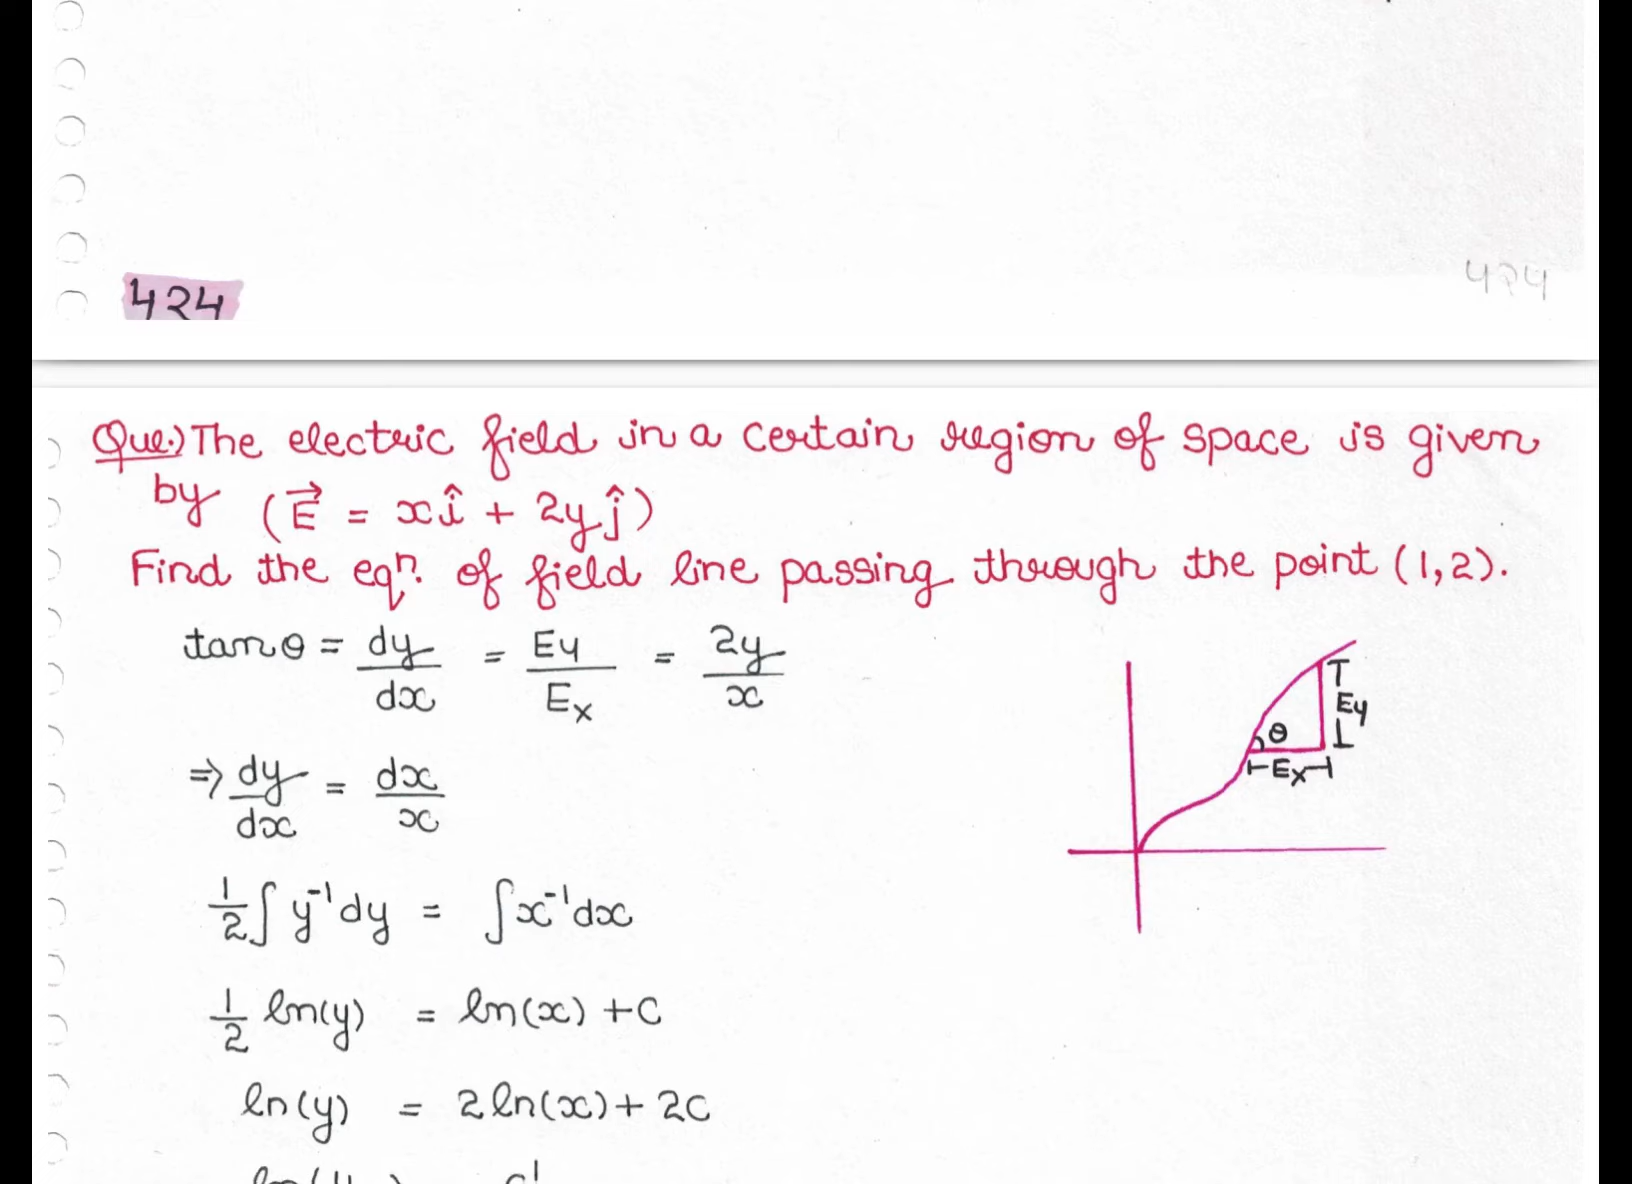 424
424
Que.) The electric field in a certain region of space is given
by (E⃗ = xî + 2yĵ)
Find the eqⁿ. of field line passing through the point (1,2).
tanθ = dy/dx = Ey/Ex = 2y/x
⇒ dy/dx = dx/x
θ
Ey
Ex
1/2 ∫ y⁻¹dy = ∫x⁻¹dx
1/2 ln(y) = ln(x) + C
ln(y) = 2ln(x) + 2C